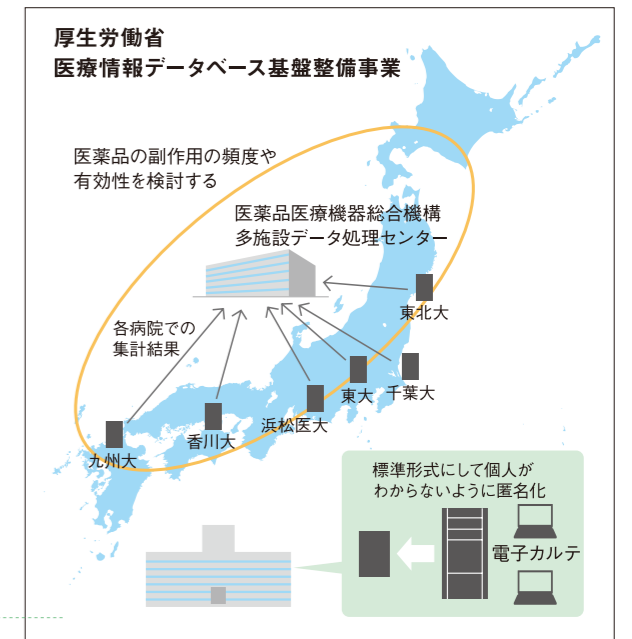 厚生労働省
医療情報データベース基盤整備事業
医薬品の副作用の頻度や
有効性を検討する
医薬品医療機器総合機構
多施設データ処理センター
東北大
各病院での
集計結果
千葉大
東大
浜松医大
香川大
九州大
標準形式にして個人が
わからないように匿名化
電子カルテ